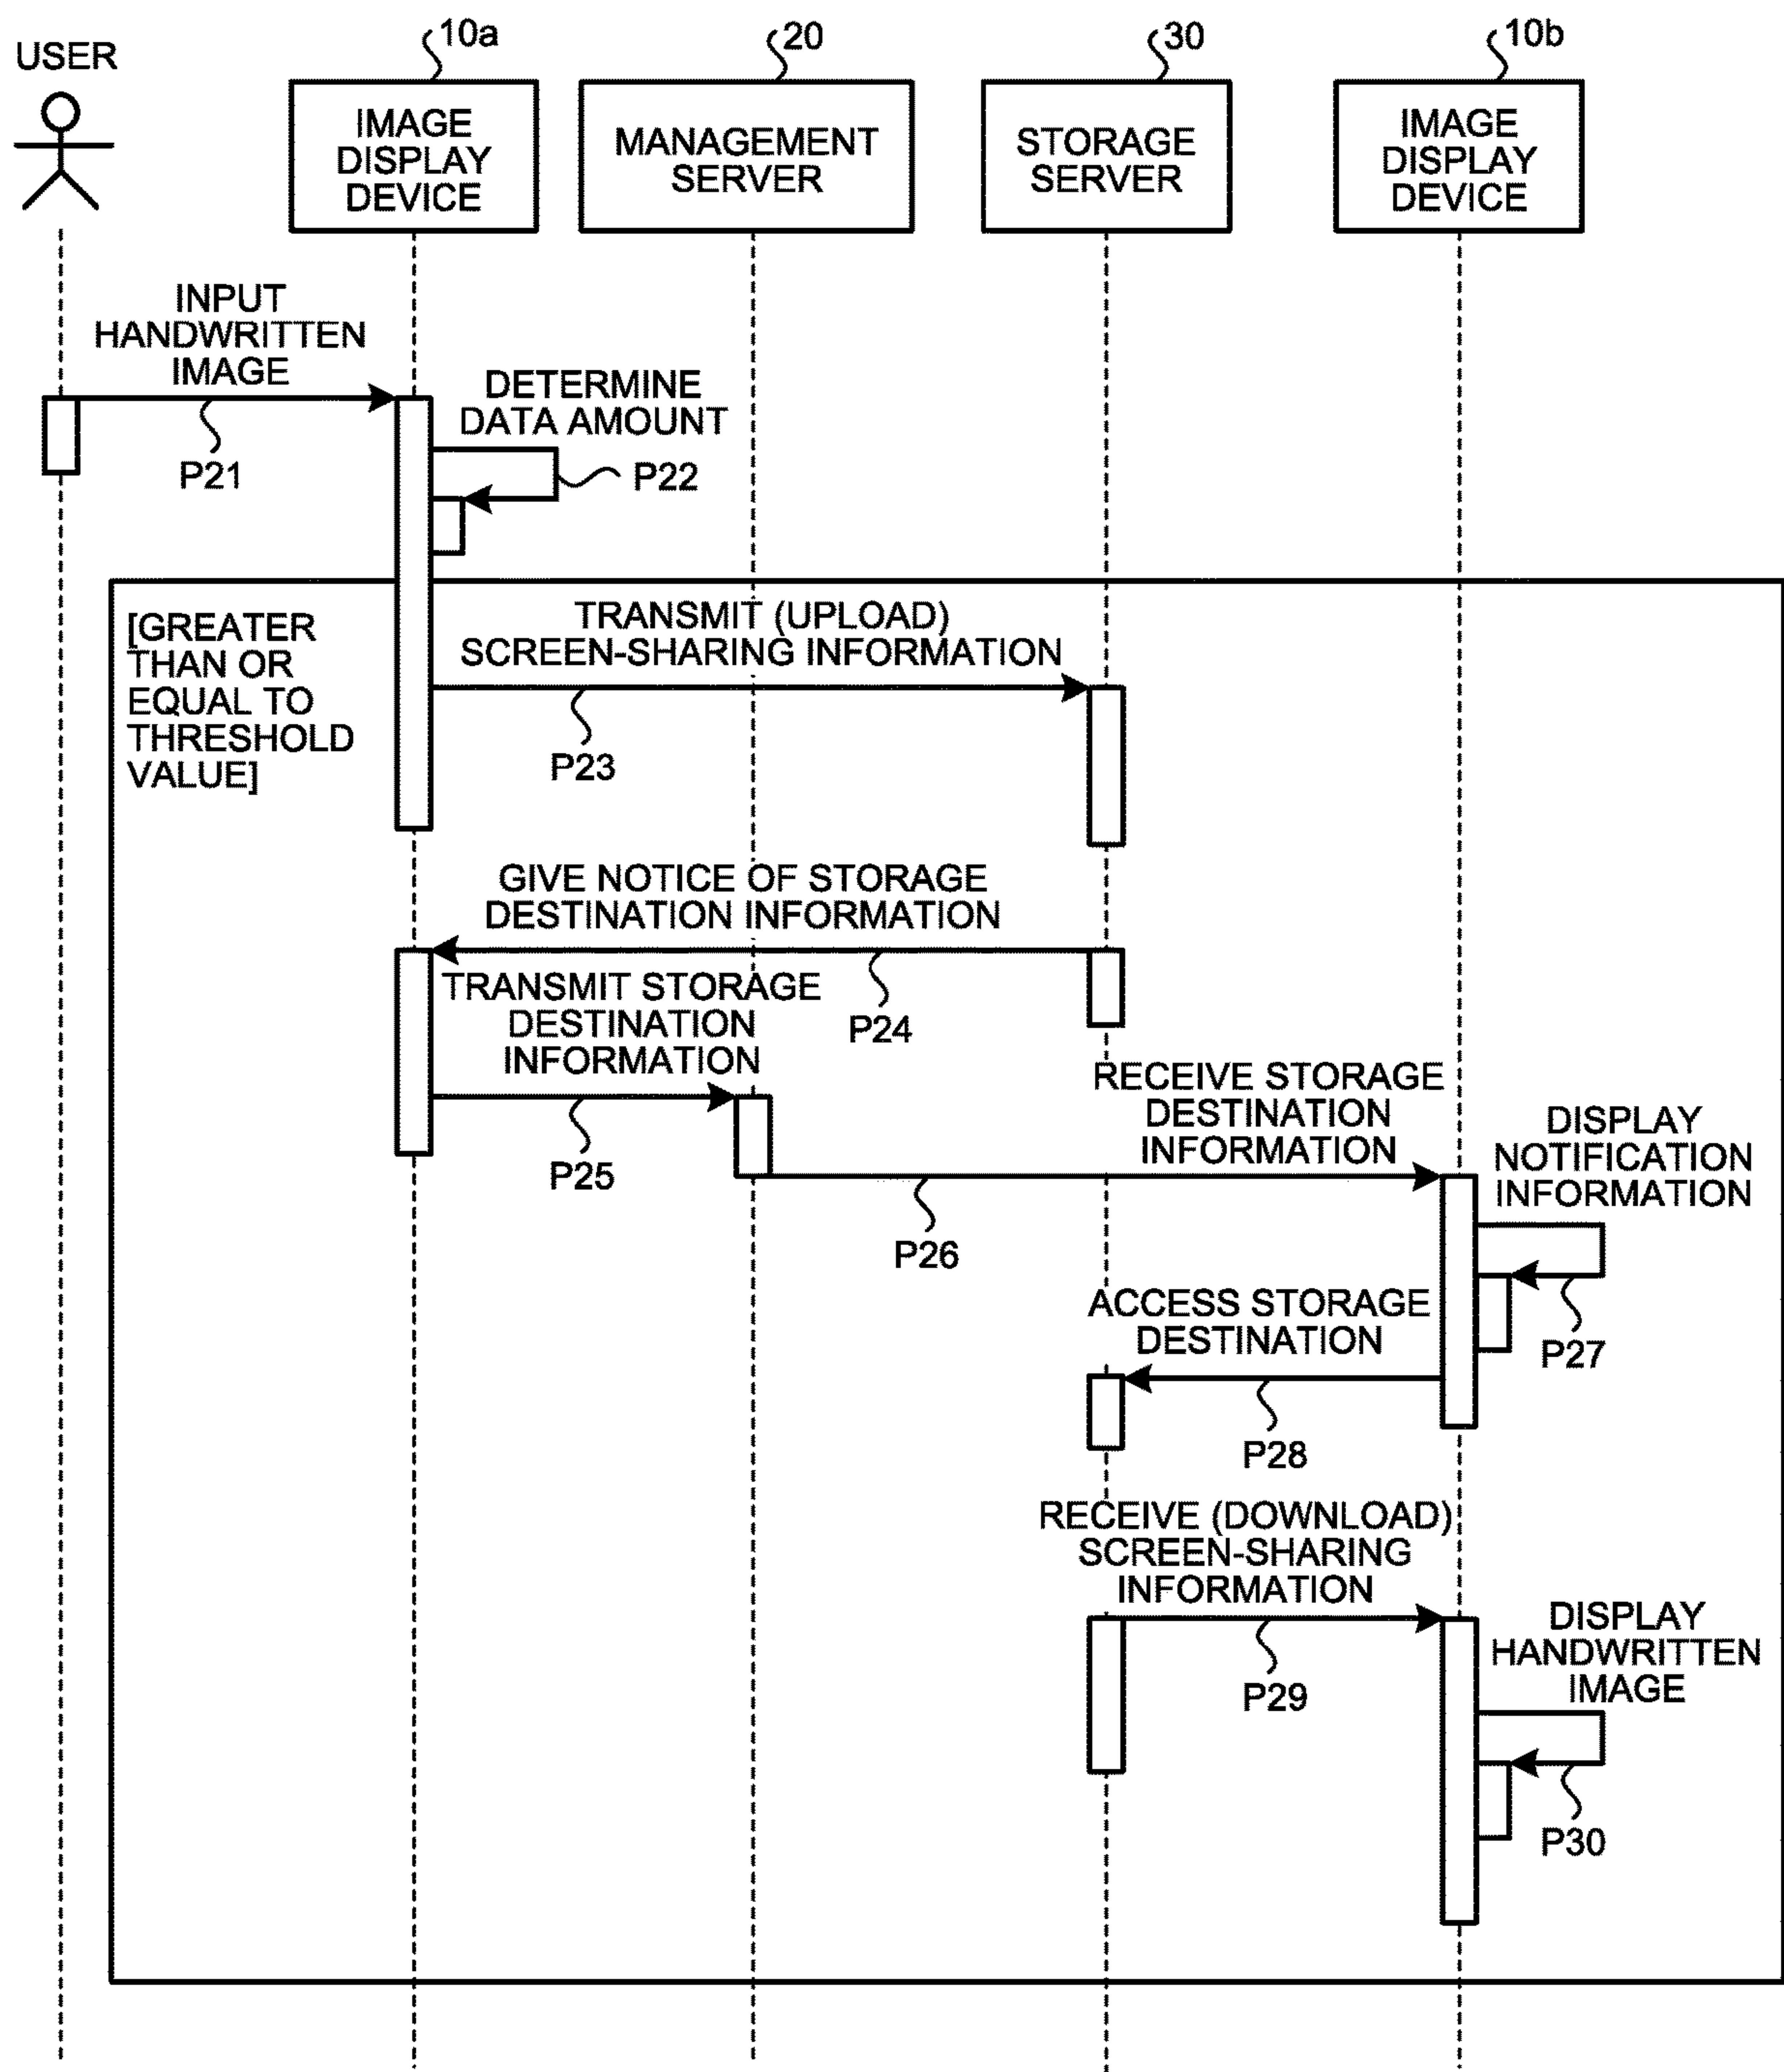 10a
20
30
10b
USER
IMAGE
DISPLAY
DEVICE
MANAGEMENT
SERVER
STORAGE
SERVER
IMAGE
DISPLAY
DEVICE
INPUT
HANDWRITTEN
IMAGE
P21
DETERMINE
DATA AMOUNT
P22
[GREATER
THAN OR
EQUAL TO
THRESHOLD
VALUE]
TRANSMIT (UPLOAD)
SCREEN-SHARING INFORMATION
P23
GIVE NOTICE OF STORAGE
DESTINATION INFORMATION
P24
TRANSMIT STORAGE
DESTINATION
INFORMATION
P25
RECEIVE STORAGE
DESTINATION
INFORMATION
P26
DISPLAY
NOTIFICATION
INFORMATION
P27
ACCESS STORAGE
DESTINATION
P28
RECEIVE (DOWNLOAD)
SCREEN-SHARING
INFORMATION
P29
DISPLAY
HANDWRITTEN
IMAGE
P30